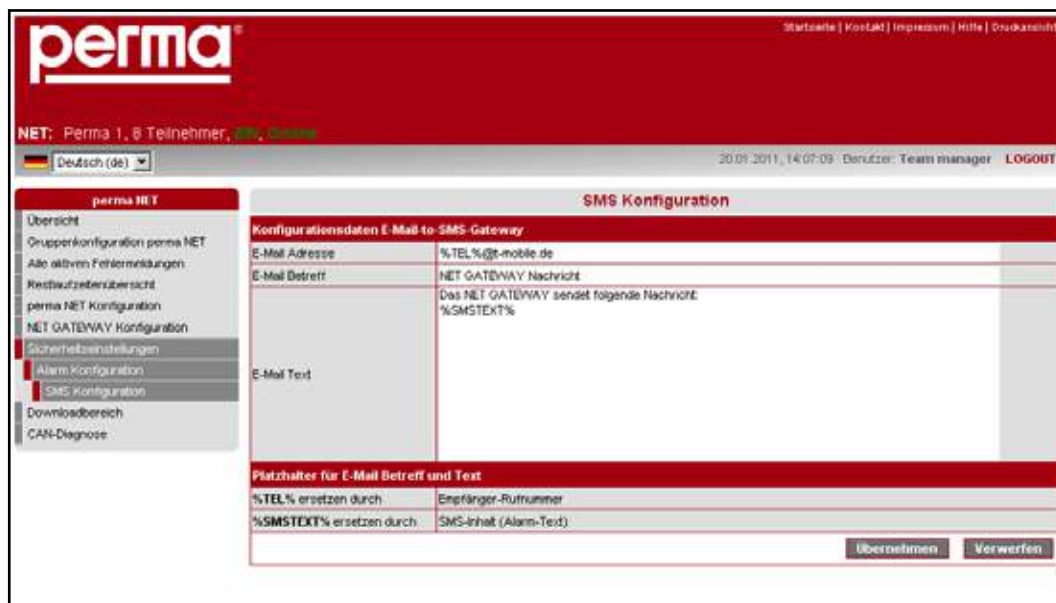 Startseite | Kontakt | Impressum | Hilfe | Druckansicht
perma®
NET: Perma 1, 8 Teilnehmer, EIN, Online
Deutsch (de)
20.01.2011, 14:07:09 Benutzer: Team manager LOGOUT
perma NET
Übersicht
Gruppenkonfiguration perma NET
Alle aktiven Fehlermeldungen
Restlaufzeitenübersicht
perma NET Konfiguration
NET GATEWAY Konfiguration
Sicherheitseinstellungen
Alarm Konfiguration
SMS Konfiguration
Downloadbereich
CAN-Diagnose
SMS Konfiguration
Konfigurationsdaten E-Mail-to-SMS-Gateway
E-Mail Adresse %TEL%@t-mobile.de
E-Mail Betreff NET GATEWAY Nachricht
E-Mail Text
Das NET GATEWAY sendet folgende Nachricht:
%SMSTEXT%
Platzhalter für E-Mail Betreff und Text
%TEL% ersetzen durch Empfänger-Rufnummer
%SMSTEXT% ersetzen durch SMS-Inhalt (Alarm-Text)
Übernehmen Verwerfen